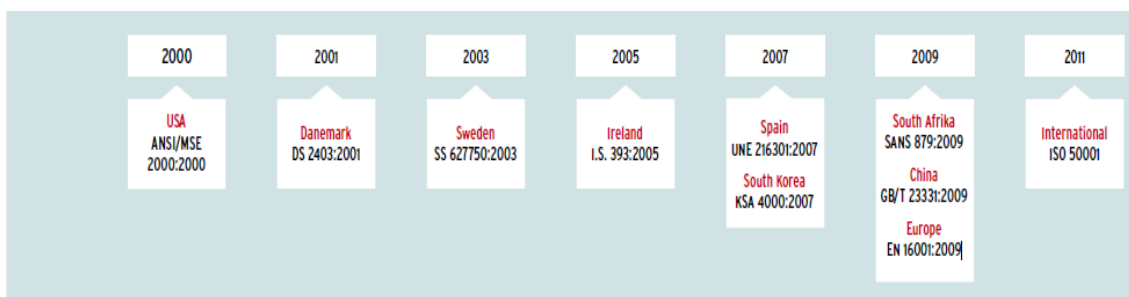 2000
USA
ANSI/MSE
2000:2000
2001
Danemark
DS 2403:2001
2003
Sweden
SS 627750:2003
2005
Ireland
I.S. 393:2005
2007
Spain
UNE 216301:2007
South Korea
KSA 4000:2007
2009
South Afrika
SANS 879:2009
China
GB/T 23331:2009
Europe
EN 16001:2009
2011
International
ISO 50001